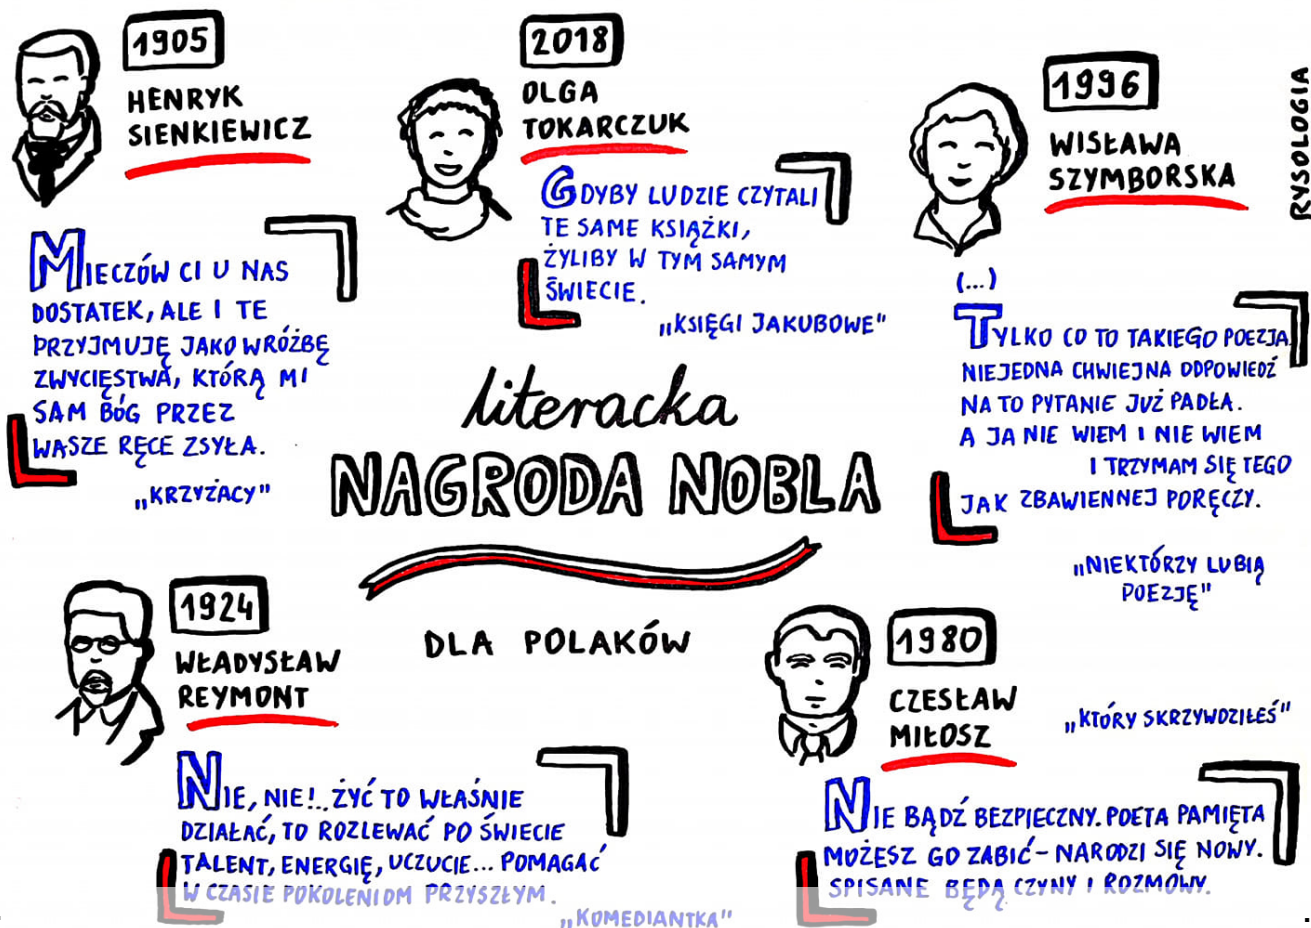 1905
HENRYK
SIENKIEWICZ
MIECZÓW CI U NAS
DOSTATEK, ALE I TE
PRZYJMUJĘ JAKO WRÓŻBĘ
ZWYCIĘSTWA, KTÓRĄ MI
SAM BÓG PRZEZ
WASZE RĘCE ZSYŁA.
„KRZYŻACY"
2018
OLGA
TOKARCZUK
GDYBY LUDZIE CZYTALI
TE SAME KSIĄŻKI,
ŻYLIBY W TYM SAMYM
ŚWIECIE.
„KSIĘGI JAKUBOWE"
1996
WISŁAWA
SZYMBORSKA
(...)
TYLKO CO TO TAKIEGO POEZJA
NIEJEDNA CHWIEJNA ODPOWIEDŹ
NA TO PYTANIE JUŻ PADŁA.
A JA NIE WIEM I NIE WIEM
I TRZYMAM SIĘ TEGO
JAK ZBAWIENNEJ PORĘCZY.
„NIEKTÓRZY LUBIĄ
POEZJĘ"
RYSOLOGIA
literacka
NAGRODA NOBLA
DLA POLAKÓW
1924
WŁADYSŁAW
REYMONT
NIE, NIE!.. ŻYĆ TO WŁAŚNIE
DZIAŁAĆ, TO ROZLEWAĆ PO ŚWIECIE
TALENT, ENERGIĘ, UCZUCIE... POMAGAĆ
W CZASIE POKOLENIOM PRZYSZŁYM.
„KOMEDIANTKA"
1980
CZESŁAW
MIŁOSZ
„KTÓRY SKRZYWDZIŁEŚ"
NIE BĄDŹ BEZPIECZNY. POETA PAMIĘTA
MOŻESZ GO ZABIĆ – NARODZI SIĘ NOWY.
SPISANE BĘDĄ CZYNY I ROZMOWY.